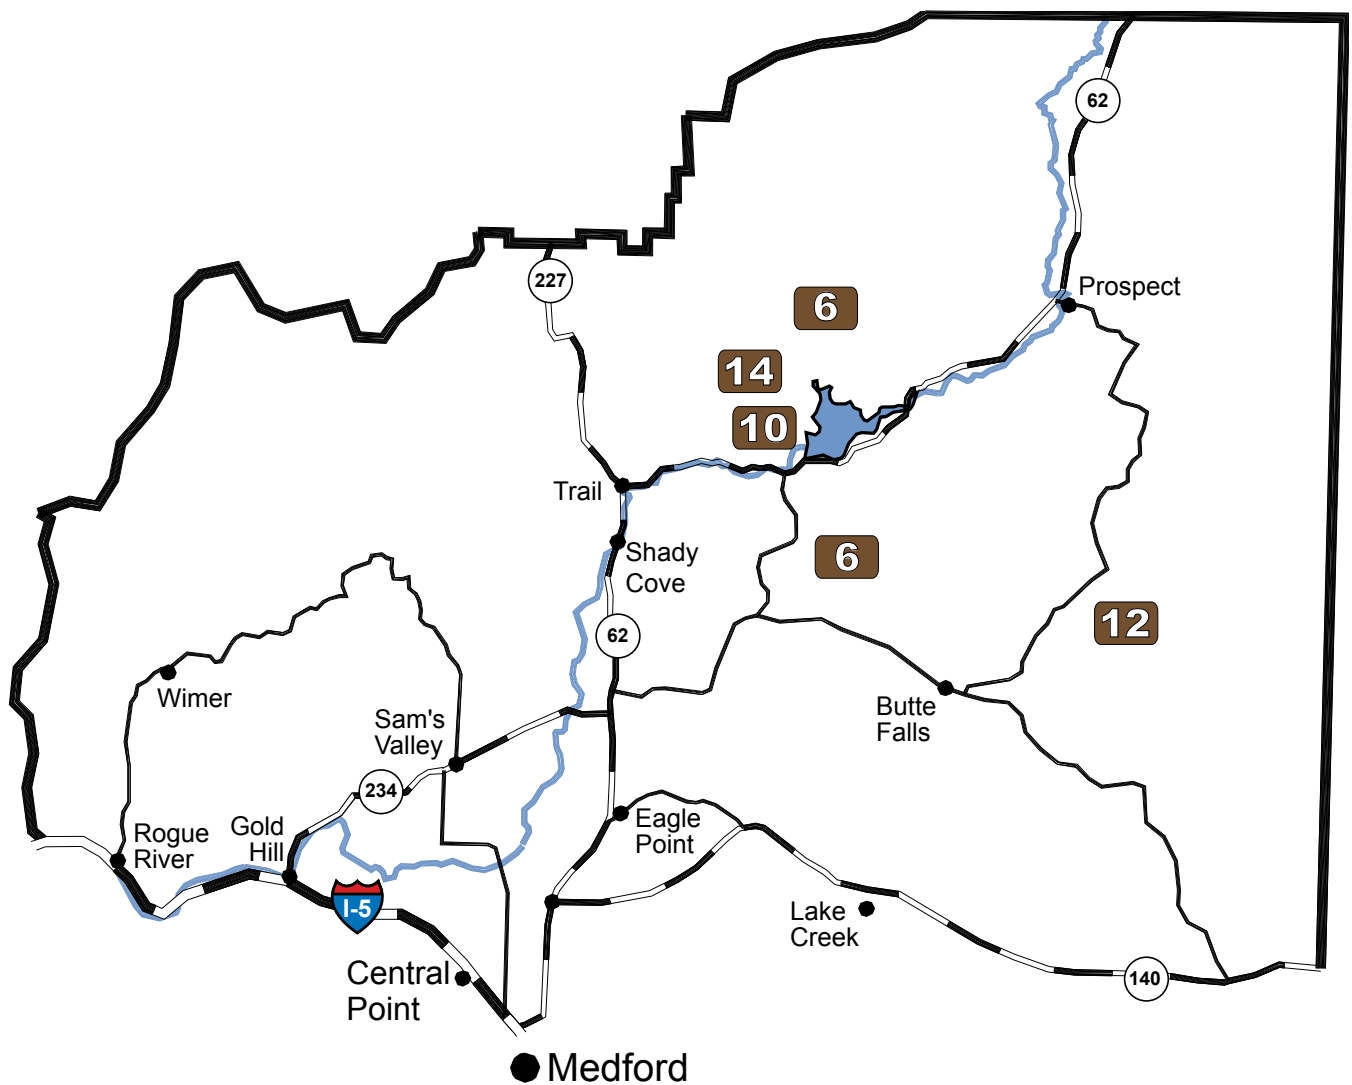 62
227
Prospect
6
14
10
Trail
Shady
Cove
6
12
62
Wimer
Butte
Falls
Sam's
Valley
234
Rogue
River
Gold
Hill
Eagle
Point
I-5
Lake
Creek
Central
Point
140
Medford